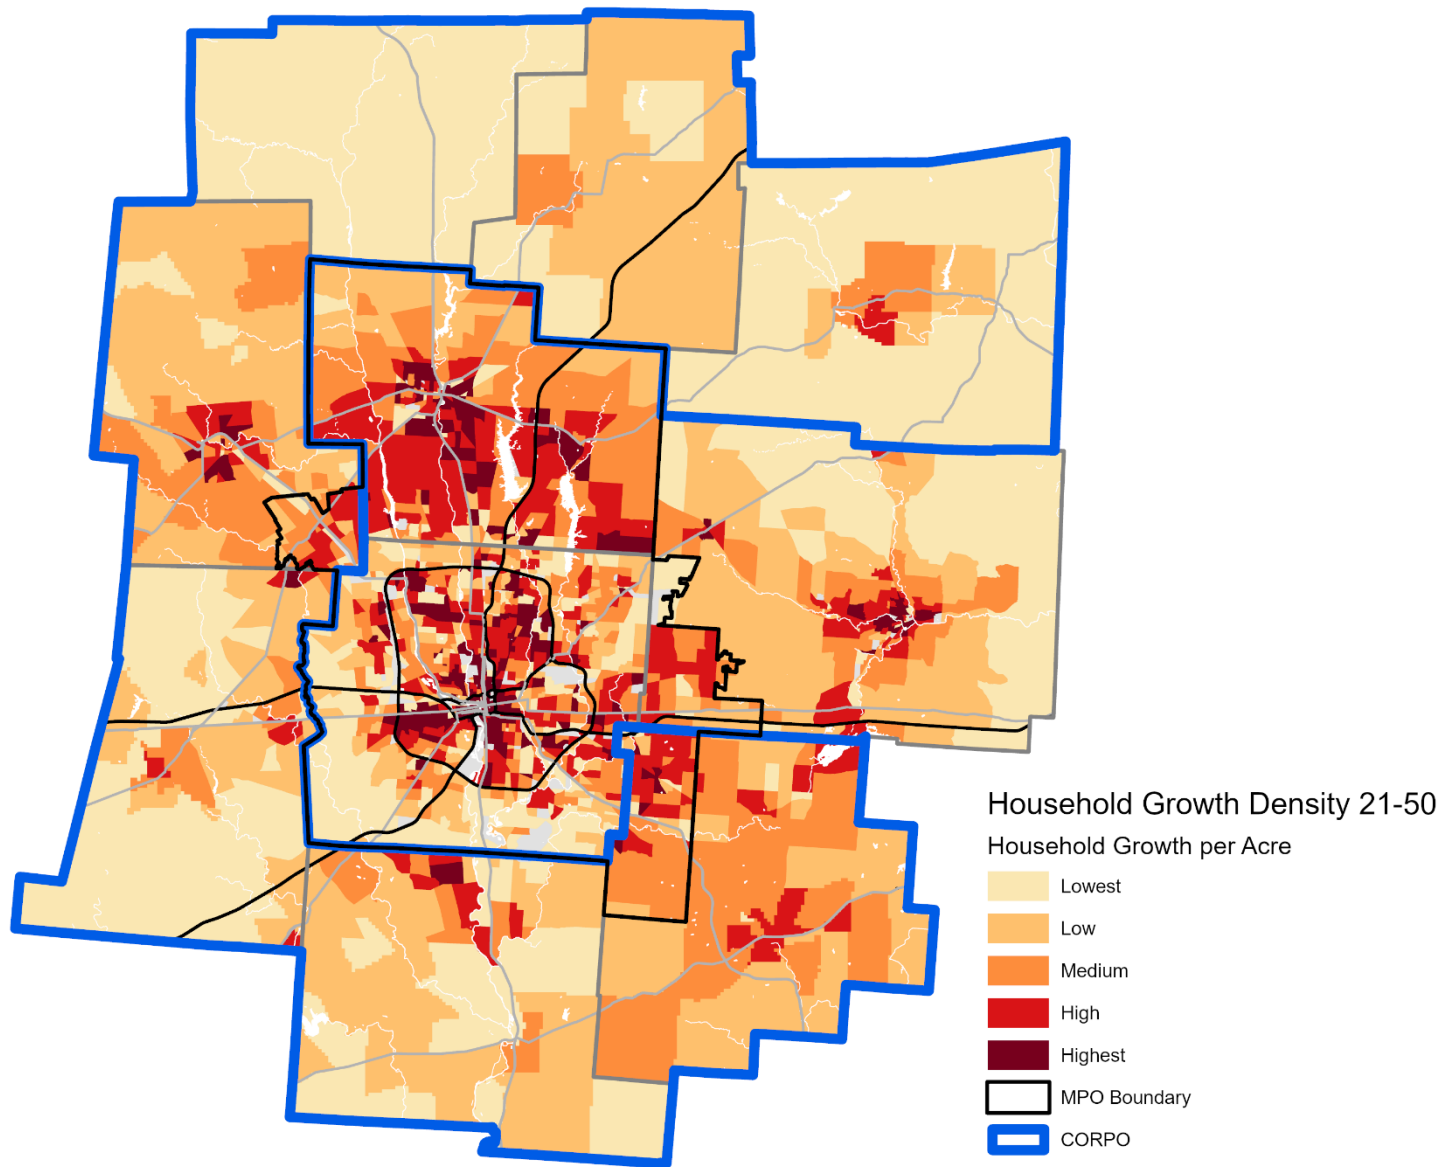 Household Growth Density 21-50
Household Growth per Acre
Lowest
Low
Medium
High
Highest
MPO Boundary
CORPO